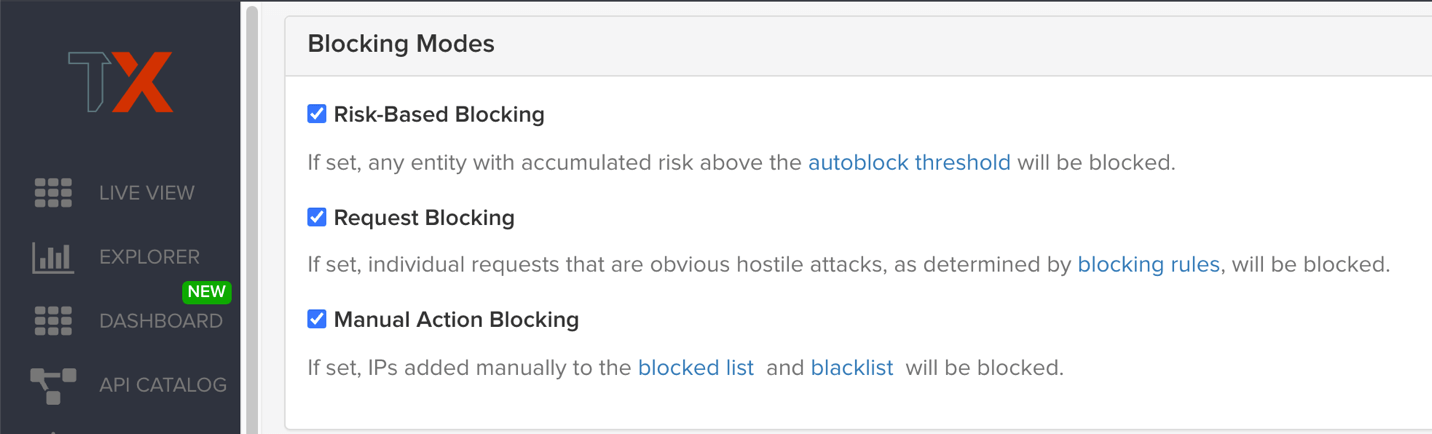 TX
Blocking Modes
Risk-Based Blocking
If set, any entity with accumulated risk above the autoblock threshold will be blocked.
LIVE VIEW
Request Blocking
EXPLORER
If set, individual requests that are obvious hostile attacks, as determined by blocking rules, will be blocked.
NEW
DASHBOARD
Manual Action Blocking
If set, IPs added manually to the blocked list and blacklist will be blocked.
API CATALOG